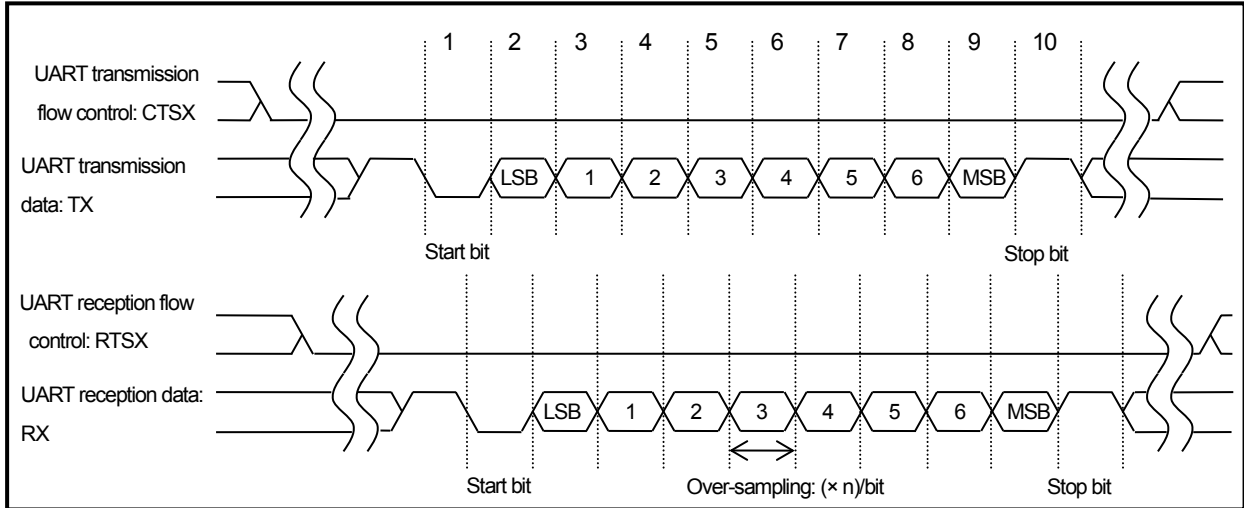 1 2 3 4 5 6 7 8 9 10
UART transmission
flow control: CTSX
UART transmission
data: TX
LSB 1 2 3 4 5 6 MSB
Start bit Stop bit
UART reception flow
control: RTSX
UART reception data:
RX
LSB 1 2 3 4 5 6 MSB
Start bit Over-sampling: (× n)/bit Stop bit